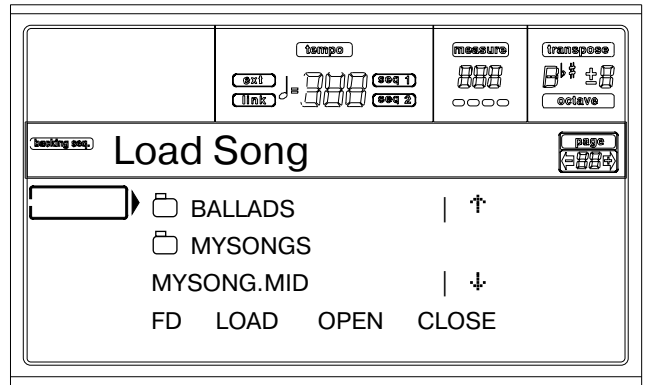 tempo
measure
transpose
ext
seq 1
link
seq 2
octave
backing seq.
Load Song
page
BALLADS
MYSONGS
MYSONG.MID
FD LOAD OPEN CLOSE